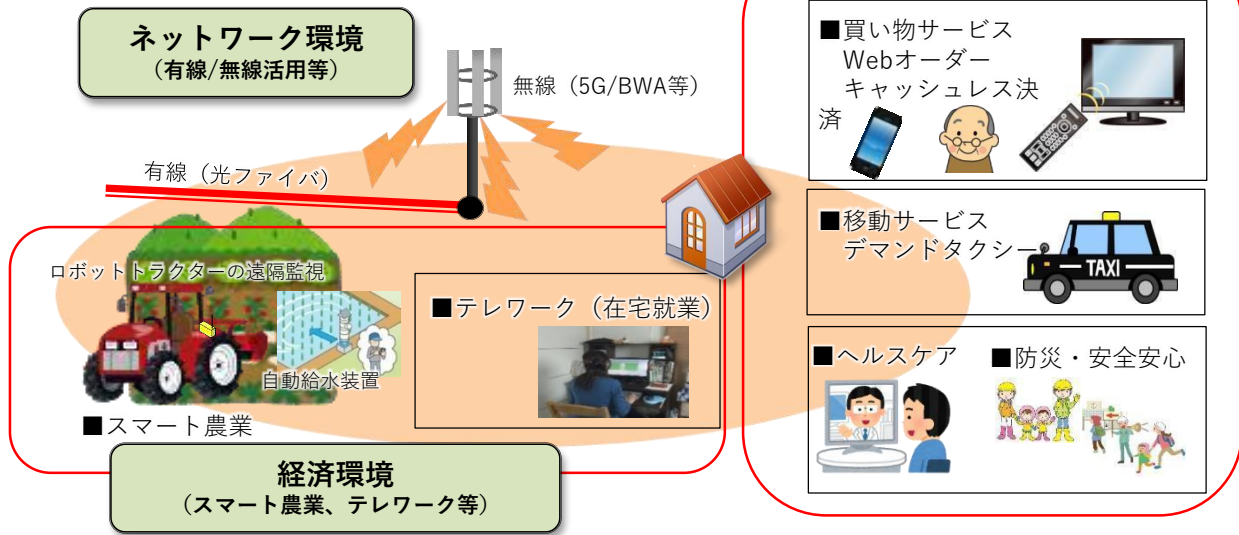 ネットワーク環境
(有線/無線活用等)
無線（5G/BWA等）
有線（光ファイバ）
ロボットトラクターの遠隔監視
自動給水装置
■スマート農業
■テレワーク（在宅就業）
経済環境
(スマート農業、テレワーク等)
■買い物サービス
Webオーダー
キャッシュレス決
済
■移動サービス
デマンドタクシー
TAXI
■ヘルスケア
■防災・安全安心